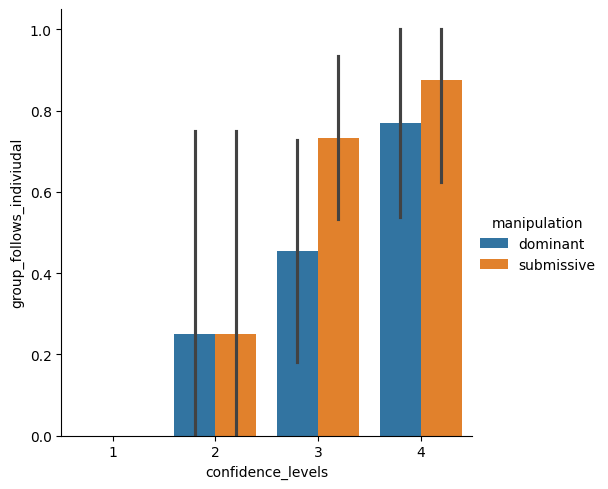 1.0
0.8
0.6
0.4
0.2
0.0
group_follows_indiviudal
1
2
3
4
confidence_levels
manipulation
dominant
submissive